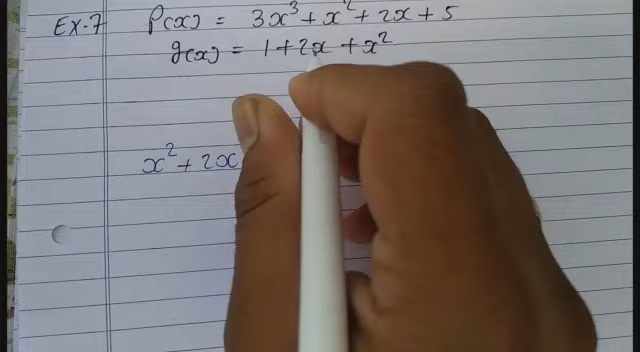 Ex.7 P(x) = 3x³ + x² + 2x + 5
g(x) = 1 + 2x + x²
x² + 2x